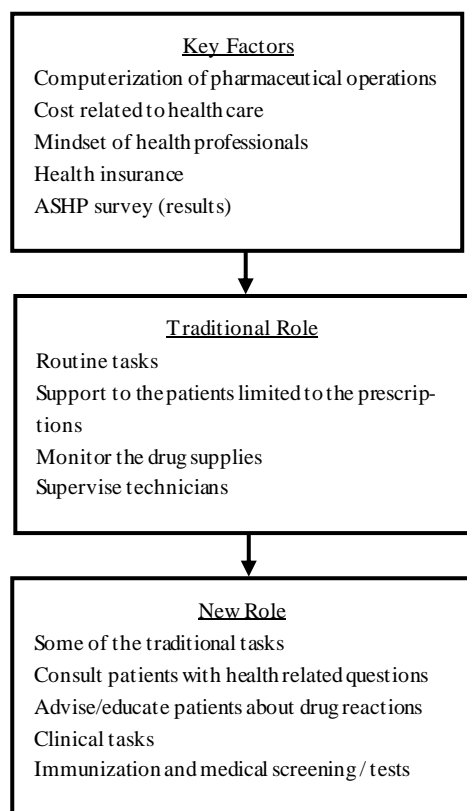 Key Factors
Computerization of pharmaceutical operations
Cost related to health care
Mindset of health professionals
Health insurance
ASHP survey (results)
Traditional Role
Routine tasks
Support to the patients limited to the prescrip-
tions
Monitor the drug supplies
Supervise technicians
New Role
Some of the traditional tasks
Consult patients with health related questions
Advise/educate patients about drug reactions
Clinical tasks
Immunization and medical screening / tests